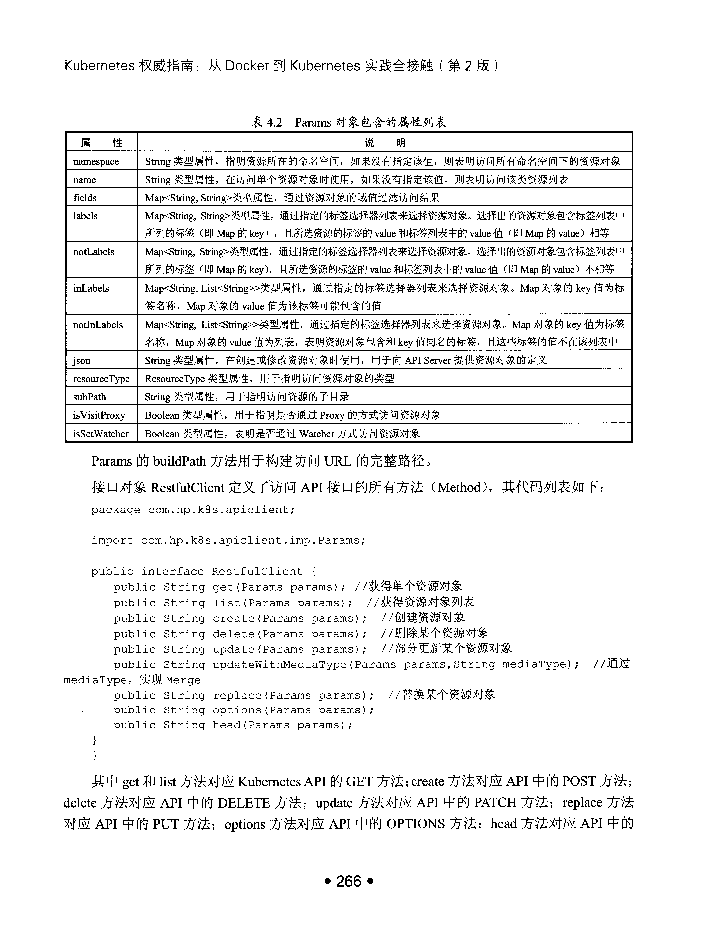 Kubernetes 权威指南：从 Docker 到 Kubernetes 实践全接触（第 2 版）
表 4.2 Params 对象包含的属性列表
属 性 说 明
namespace String 类型属性，指明资源所在的命名空间，如果没有指定该值，则表明访问所有命名空间下的资源对象
name String 类型属性，在访问单个资源对象时使用，如果没有指定该值，则表明访问该类资源列表
fields Map<String, String>类型属性，通过资源对象的域值过滤访问结果
labels Map<String, String>类型属性，通过指定的标签选择器列表来选择资源对象。选择出的资源对象包含标签列表中
所列的标签（即 Map 的 key），且所选资源的标签的 value 和标签列表中的 value 值（即 Map 的 value）相等
notLabels Map<String, String>类型属性，通过指定的标签选择器列表来选择资源对象，选择出的资源对象包含标签列表中
所列的标签（即 Map 的 key），且所选资源的标签的 value 和标签列表中的 value 值（即 Map 的 value）不相等
inLabels Map<String, List<String>>类型属性，通过指定的标签选择器列表来选择资源对象。Map 对象的 key 值为标
签名称，Map 对象的 value 值为该标签可能包含的值
notInLabels Map<String, List<String>>类型属性，通过指定的标签选择器列表来选择资源对象，Map 对象的 key 值为标签
名称，Map 对象的 value 值为列表，表明资源对象包含和 key 值同名的标签，且这些标签的值不在该列表中
json String 类型属性，在创建或修改资源对象时使用，用于向 API Server 提供资源对象的定义
resourceType ResourceType 类型属性，用于指明访问资源对象的类型
subPath String 类型属性，用于指明访问资源的子目录
isVisitProxy Boolean 类型属性，用于指明是否通过 Proxy 的方式访问资源对象
isSetWatcher Boolean 类型属性，表明是否通过 Watcher 方式访问资源对象
Params 的 buildPath 方法用于构建访问 URL 的完整路径。
接口对象 RestfulClient 定义了访问 API 接口的所有方法（Method），其代码列表如下：
package com.hp.k8s.apiclient;
import com.hp.k8s.apiclient.imp.Params;
public interface RestfulClient {
public String get(Params params); //获得单个资源对象
public String list(Params params); //获得资源对象列表
public String create(Params params); //创建资源对象
public String delete(Params params); //删除某个资源对象
public String update(Params params); //部分更新某个资源对象
public String updateWithMediaType(Params params,String mediaType); //通过
mediaType，实现 Merge
public String replace(Params params); //替换某个资源对象
public String options(Params params);
public String head(Params params);
}
}
其中 get 和 list 方法对应 Kubernetes API 的 GET 方法；create 方法对应 API 中的 POST 方法；
delete 方法对应 API 中的 DELETE 方法；update 方法对应 API 中的 PATCH 方法；replace 方法
对应 API 中的 PUT 方法；options 方法对应 API 中的 OPTIONS 方法；head 方法对应 API 中的
• 266 •